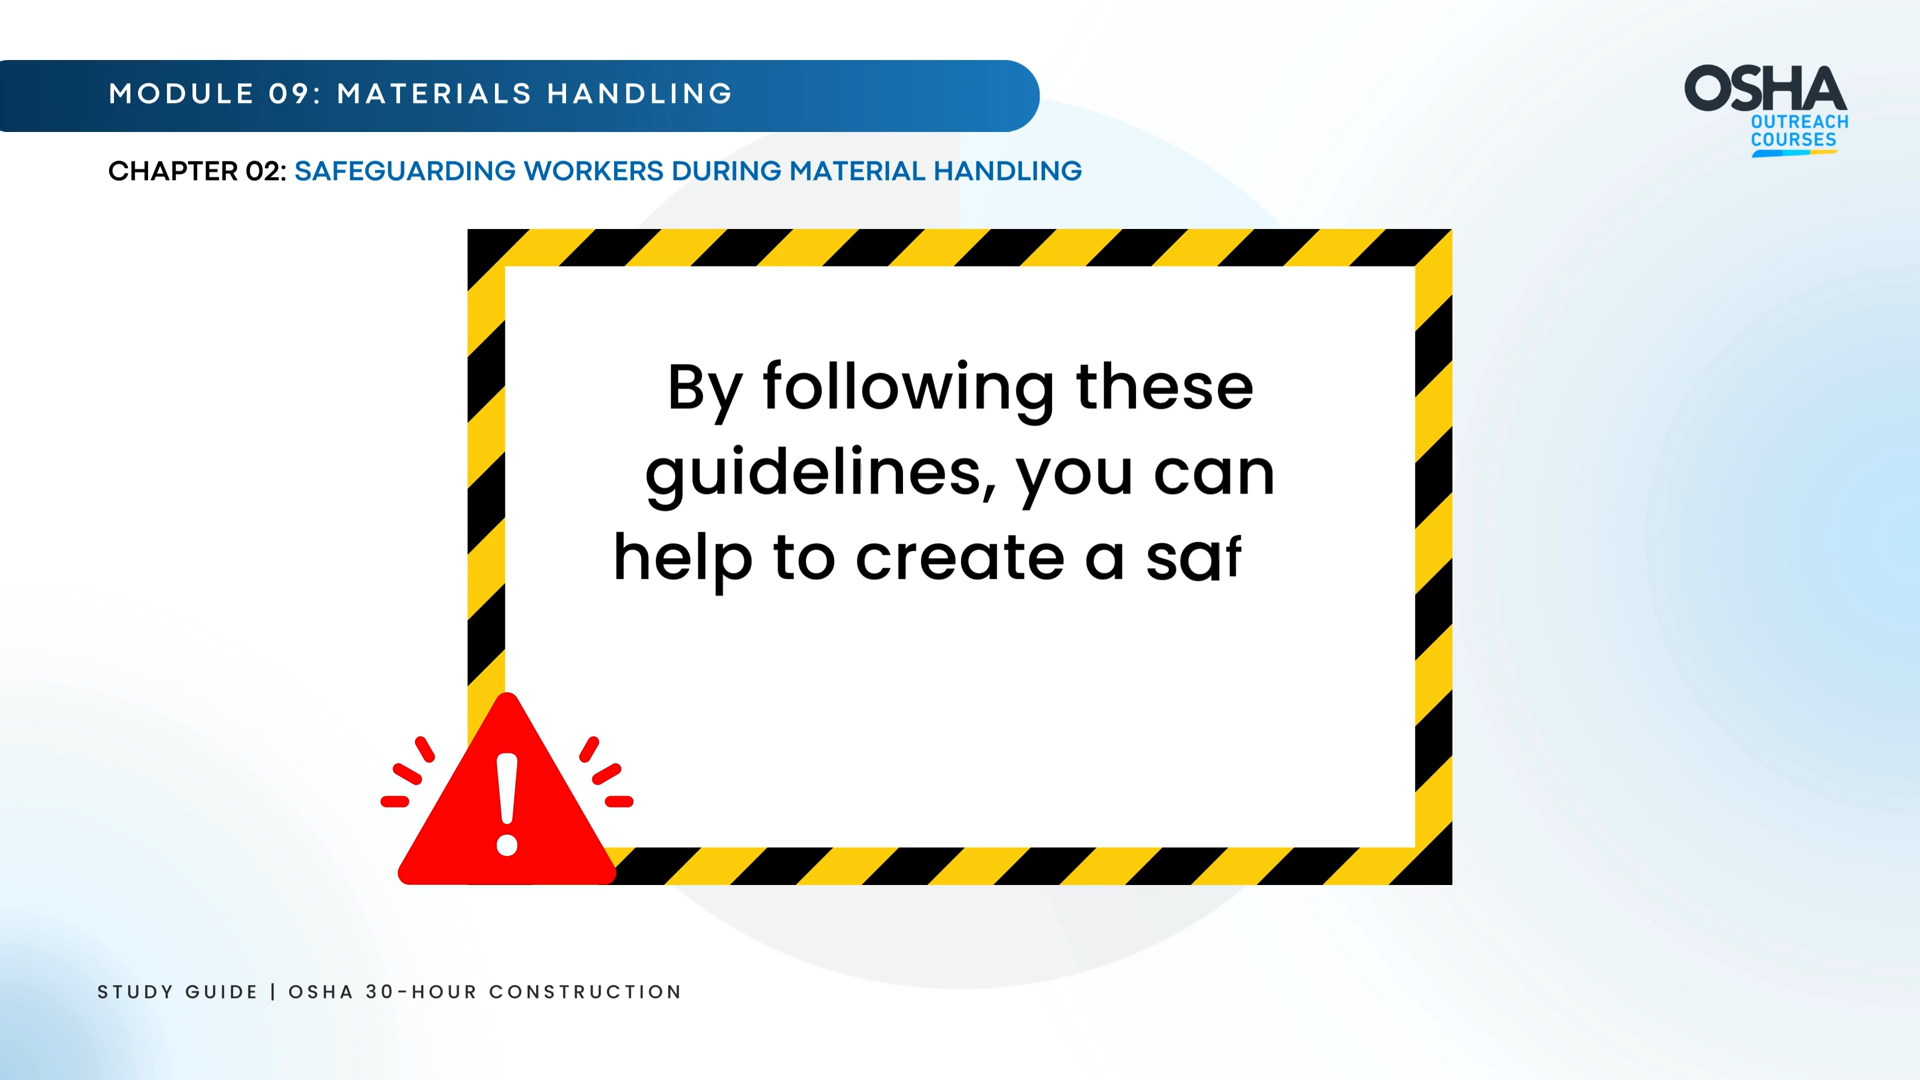 MODULE 09: MATERIALS HANDLING
OSHA
OUTREACH
COURSES
CHAPTER 02: SAFEGUARDING WORKERS DURING MATERIAL HANDLING
By following these
guidelines, you can
help to create a saf
STUDY GUIDE | OSHA 30-HOUR CONSTRUCTION